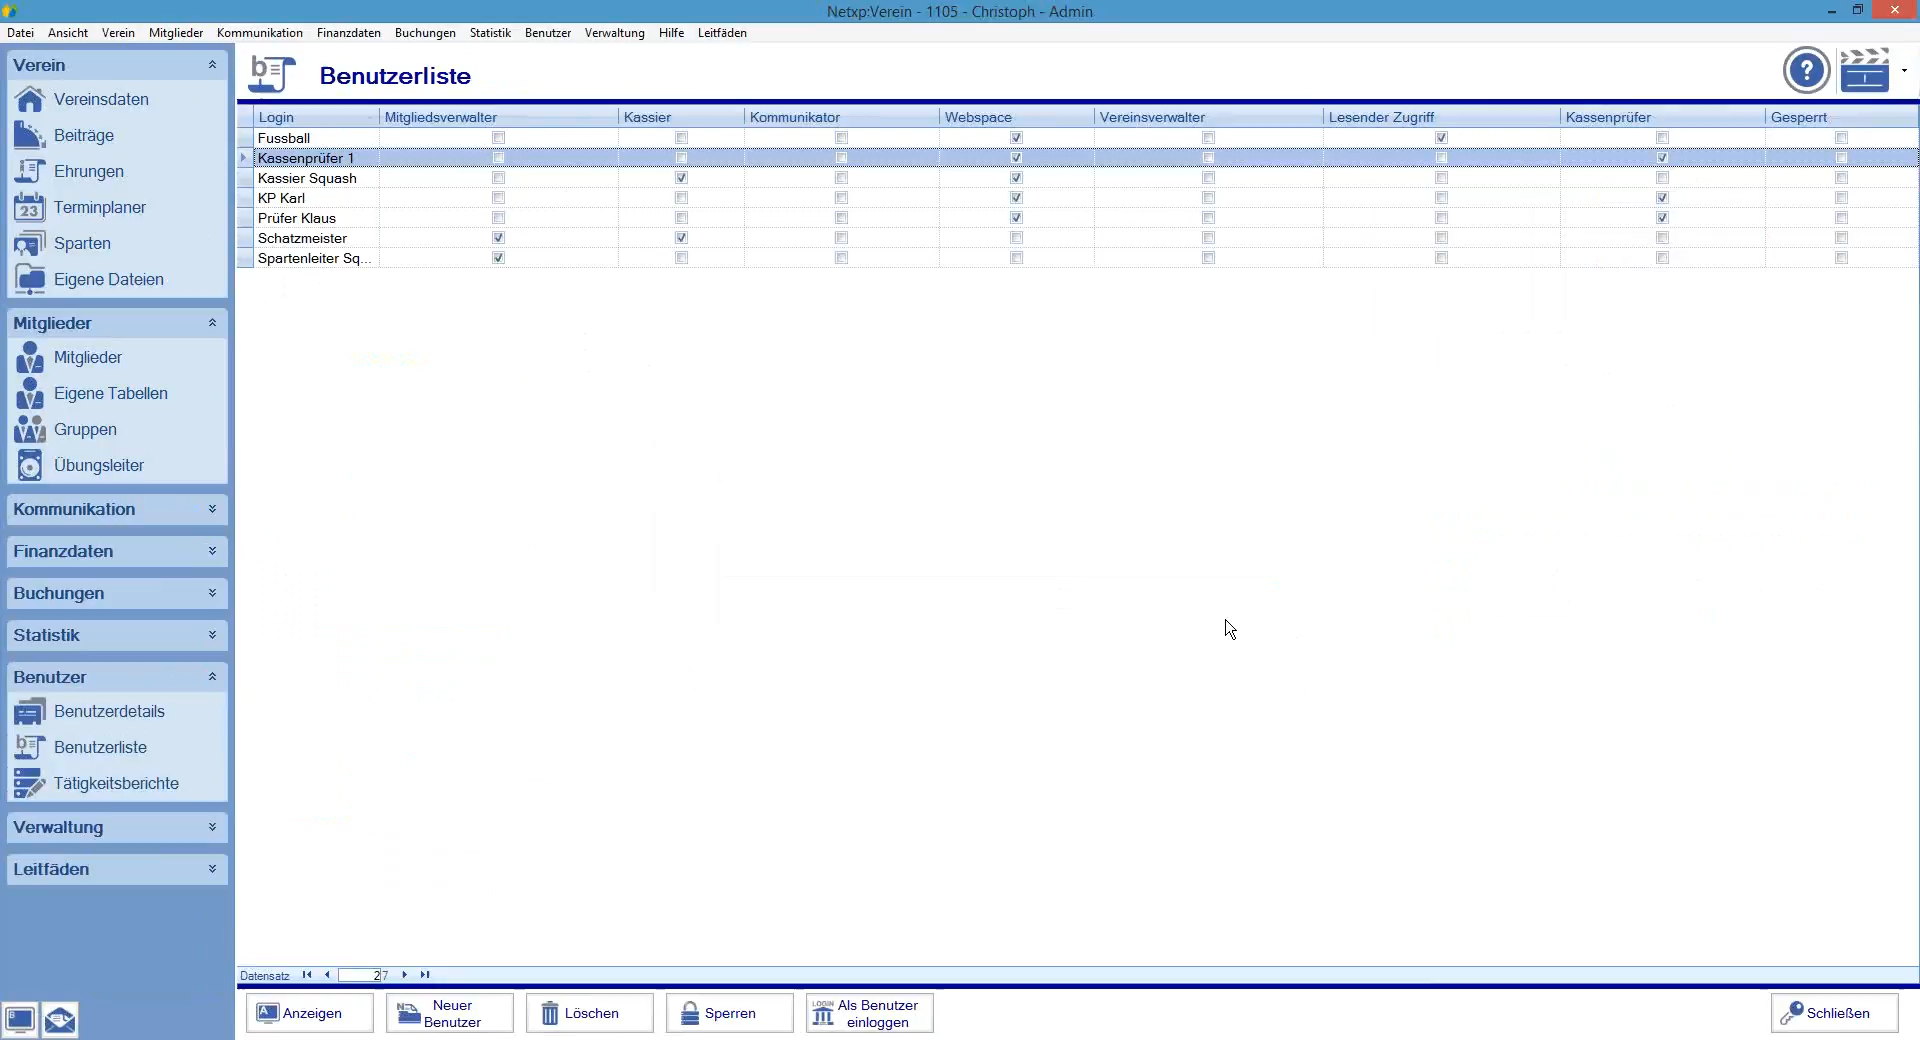 Netxp:Verein - 1105 - Christoph - Admin
Datei Ansicht Verein Mitglieder Kommunikation Finanzdaten Buchungen Statistik Benutzer Verwaltung Hilfe Leitfäden
Verein
Vereinsdaten
Beiträge
Ehrungen
Terminplaner
Sparten
Eigene Dateien
Mitglieder
Mitglieder
Eigene Tabellen
Gruppen
Übungsleiter
Kommunikation
Finanzdaten
Buchungen
Statistik
Benutzer
Benutzerdetails
Benutzerliste
Tätigkeitsberichte
Verwaltung
Leitfäden
Benutzerliste
Login Mitgliedsverwalter Kassier Kommunikator Webspace Vereinsverwalter Lesender Zugriff Kassenprüfer Gesperrt
Fussball
Kassenprüfer 1
Kassier Squash
KP Karl
Prüfer Klaus
Schatzmeister
Spartenleiter Sq...
Datensatz 2/7
Anzeigen
Neuer
Benutzer
Löschen
Sperren
LOGIN
Als Benutzer
einloggen
Schließen